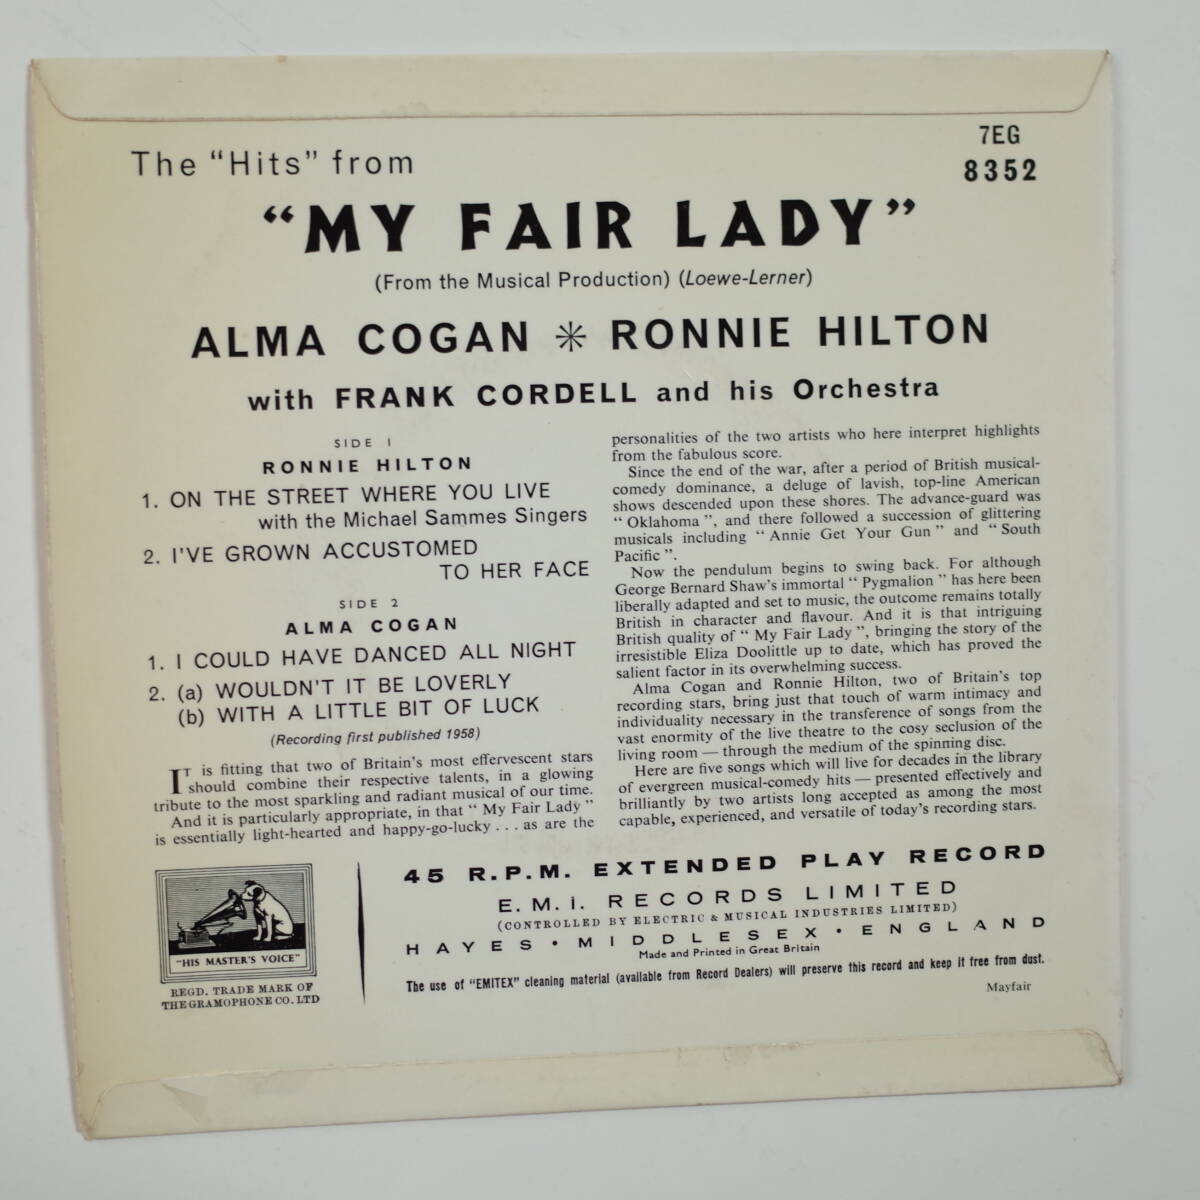 7EG
8352
The "Hits" from
"MY FAIR LADY"
(From the Musical Production) (Loewe-Lerner)
ALMA COGAN ✳ RONNIE HILTON
with FRANK CORDELL and his Orchestra
SIDE 1
RONNIE HILTON
1. ON THE STREET WHERE YOU LIVE
with the Michael Sammes Singers
2. I'VE GROWN ACCUSTOMED
TO HER FACE
SIDE 2
ALMA COGAN
1. I COULD HAVE DANCED ALL NIGHT
2. (a) WOULDN'T IT BE LOVERLY
(b) WITH A LITTLE BIT OF LUCK
(Recording first published 1958)
IT is fitting that two of Britain's most effervescent stars
should combine their respective talents, in a glowing
tribute to the most sparkling and radiant musical of our time.
And it is particularly appropriate, in that " My Fair Lady "
is essentially light-hearted and happy-go-lucky . . . as are the
personalities of the two artists who here interpret highlights
from the fabulous score.
Since the end of the war, after a period of British musical-
comedy dominance, a deluge of lavish, top-line American
shows descended upon these shores. The advance-guard was
" Oklahoma ", and there followed a succession of glittering
musicals including " Annie Get Your Gun " and " South
Pacific ".
Now the pendulum begins to swing back. For although
George Bernard Shaw's immortal " Pygmalion " has here been
liberally adapted and set to music, the outcome remains totally
British in character and flavour. And it is that intriguing
British quality of " My Fair Lady ", bringing the story of the
irresistible Eliza Doolittle up to date, which has proved the
salient factor in its overwhelming success.
Alma Cogan and Ronnie Hilton, two of Britain's top
recording stars, bring just that touch of warm intimacy and
individuality necessary in the transference of songs from the
vast enormity of the live theatre to the cosy seclusion of the
living room — through the medium of the spinning disc.
Here are five songs which will live for decades in the library
of evergreen musical-comedy hits — presented effectively and
brilliantly by two artists long accepted as among the most
capable, experienced, and versatile of today's recording stars.
"HIS MASTER'S VOICE"
REGD. TRADE MARK OF
THE GRAMOPHONE CO. LTD
45 R.P.M. EXTENDED PLAY RECORD
E.M.I. RECORDS LIMITED
(CONTROLLED BY ELECTRIC & MUSICAL INDUSTRIES LIMITED)
HAYES · MIDDLESEX · ENGLAND
Made and Printed in Great Britain
The use of "EMITEX" cleaning material (available from Record Dealers) will preserve this record and keep it free from dust.
Mayfair